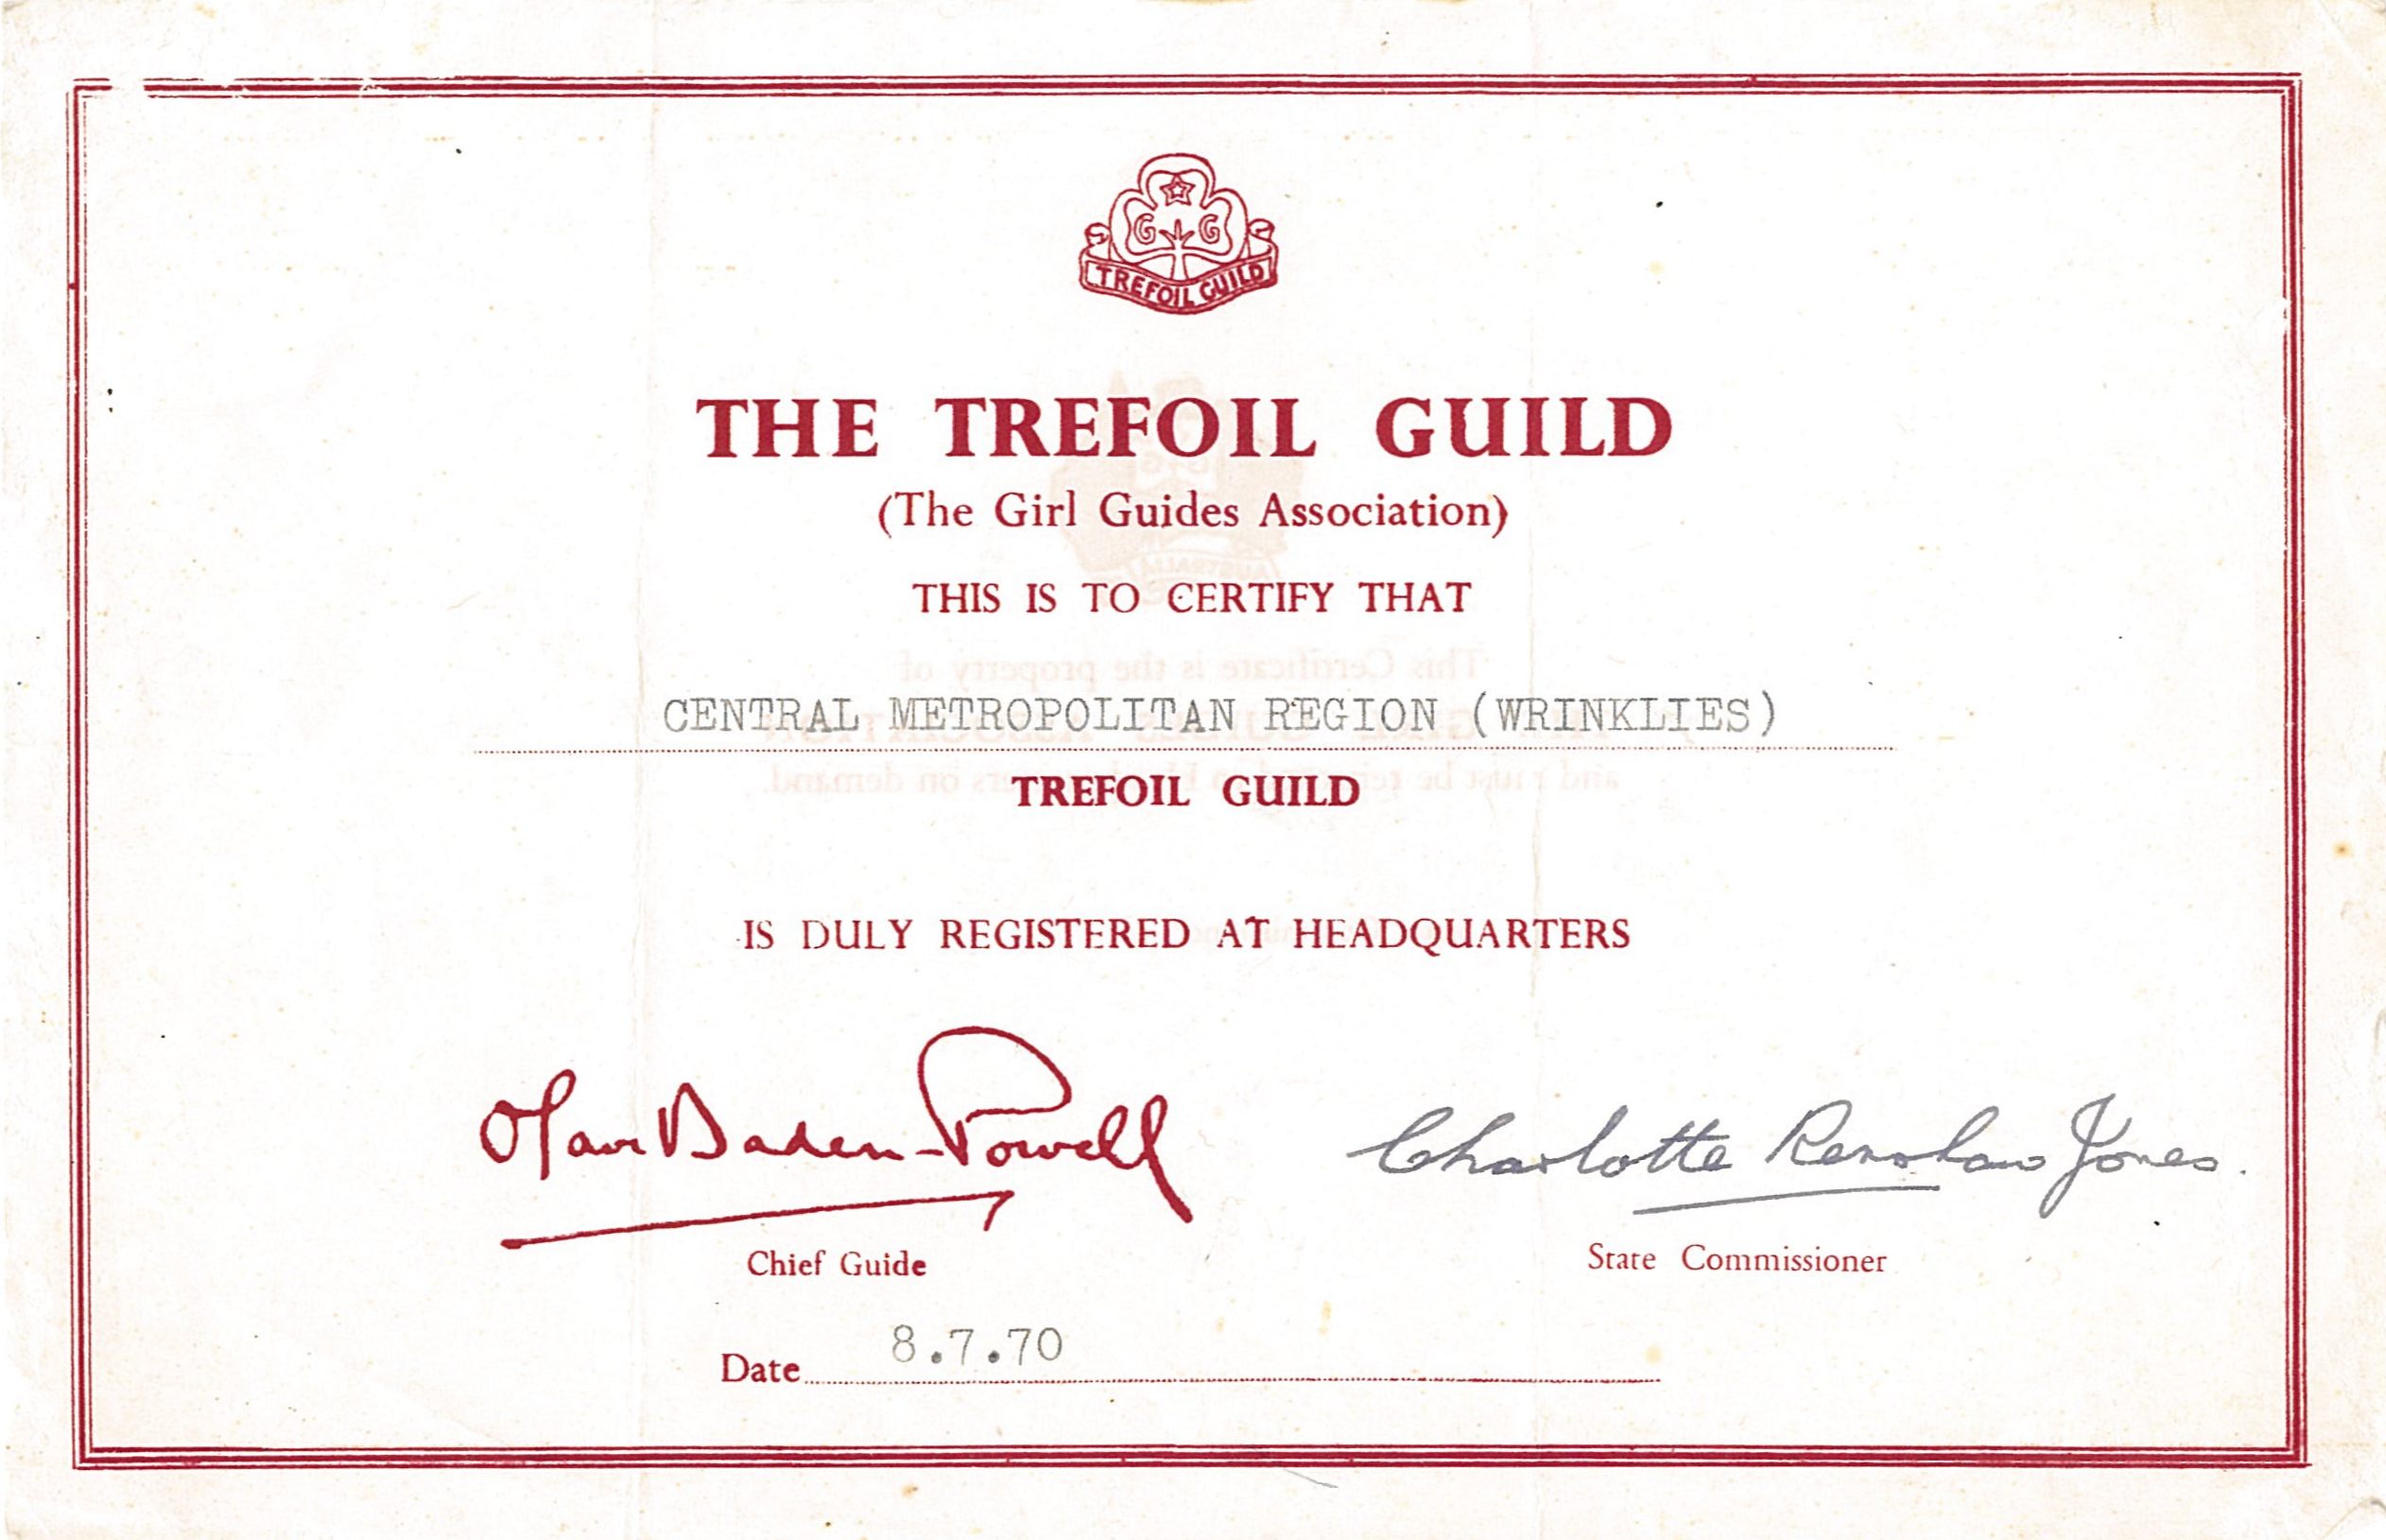 G G
TREFOIL GUILD
THE TREFOIL GUILD
(The Girl Guides Association)
THIS IS TO CERTIFY THAT
CENTRAL METROPOLITAN REGION (WRINKLIES)
TREFOIL GUILD
IS DULY REGISTERED AT HEADQUARTERS
Olave Baden-Powell
Charlotte Renshaw Jones.
Chief Guide
State Commissioner
Date 8.7.70